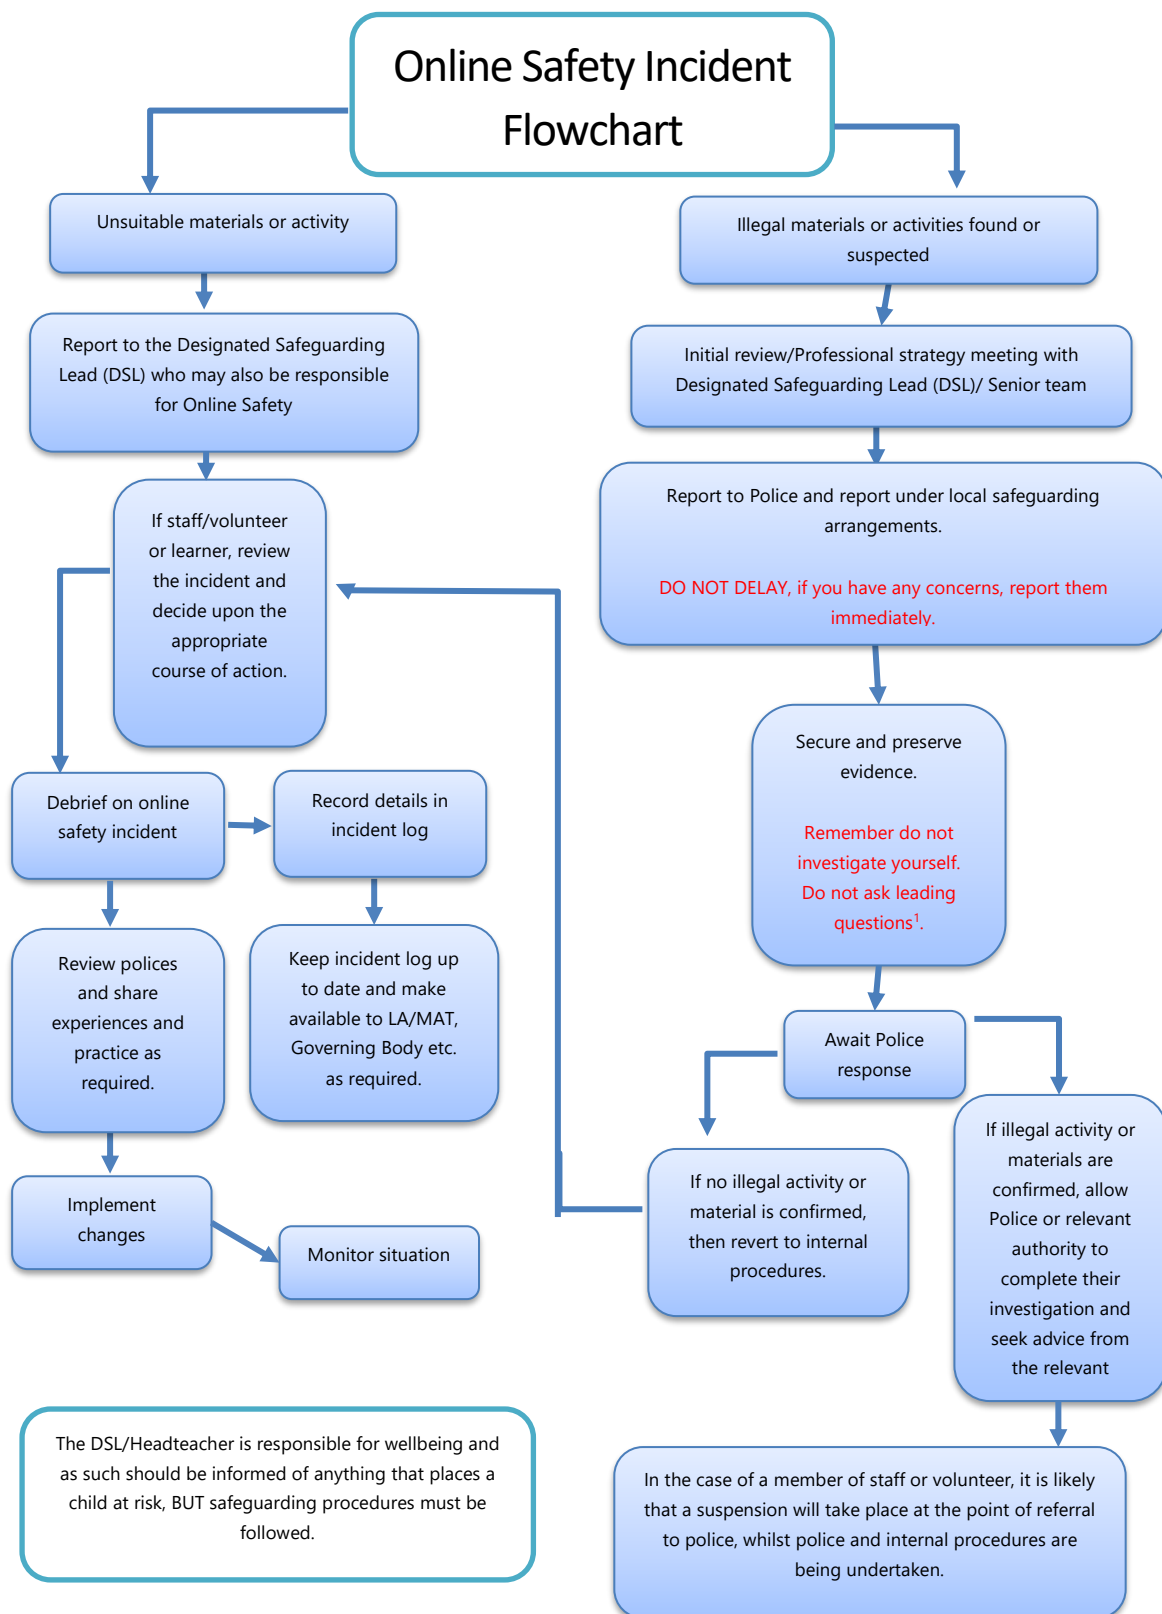 Online Safety Incident
Flowchart
Unsuitable materials or activity
Report to the Designated Safeguarding
Lead (DSL) who may also be responsible
for Online Safety
If staff/volunteer
or learner, review
the incident and
decide upon the
appropriate
course of action.
Debrief on online
safety incident
Record details in
incident log
Review polices
and share
experiences and
practice as
required.
Keep incident log up
to date and make
available to LA/MAT,
Governing Body etc.
as required.
Implement
changes
Monitor situation
Illegal materials or activities found or
suspected
Initial review/Professional strategy meeting with
Designated Safeguarding Lead (DSL)/ Senior team
Report to Police and report under local safeguarding
arrangements.
DO NOT DELAY, if you have any concerns, report them
immediately.
Secure and preserve
evidence.
Remember do not
investigate yourself.
Do not ask leading
questions¹.
Await Police
response
If no illegal activity or
material is confirmed,
then revert to internal
procedures.
If illegal activity or
materials are
confirmed, allow
Police or relevant
authority to
complete their
investigation and
seek advice from
the relevant
In the case of a member of staff or volunteer, it is likely
that a suspension will take place at the point of referral
to police, whilst police and internal procedures are
being undertaken.
The DSL/Headteacher is responsible for wellbeing and
as such should be informed of anything that places a
child at risk, BUT safeguarding procedures must be
followed.